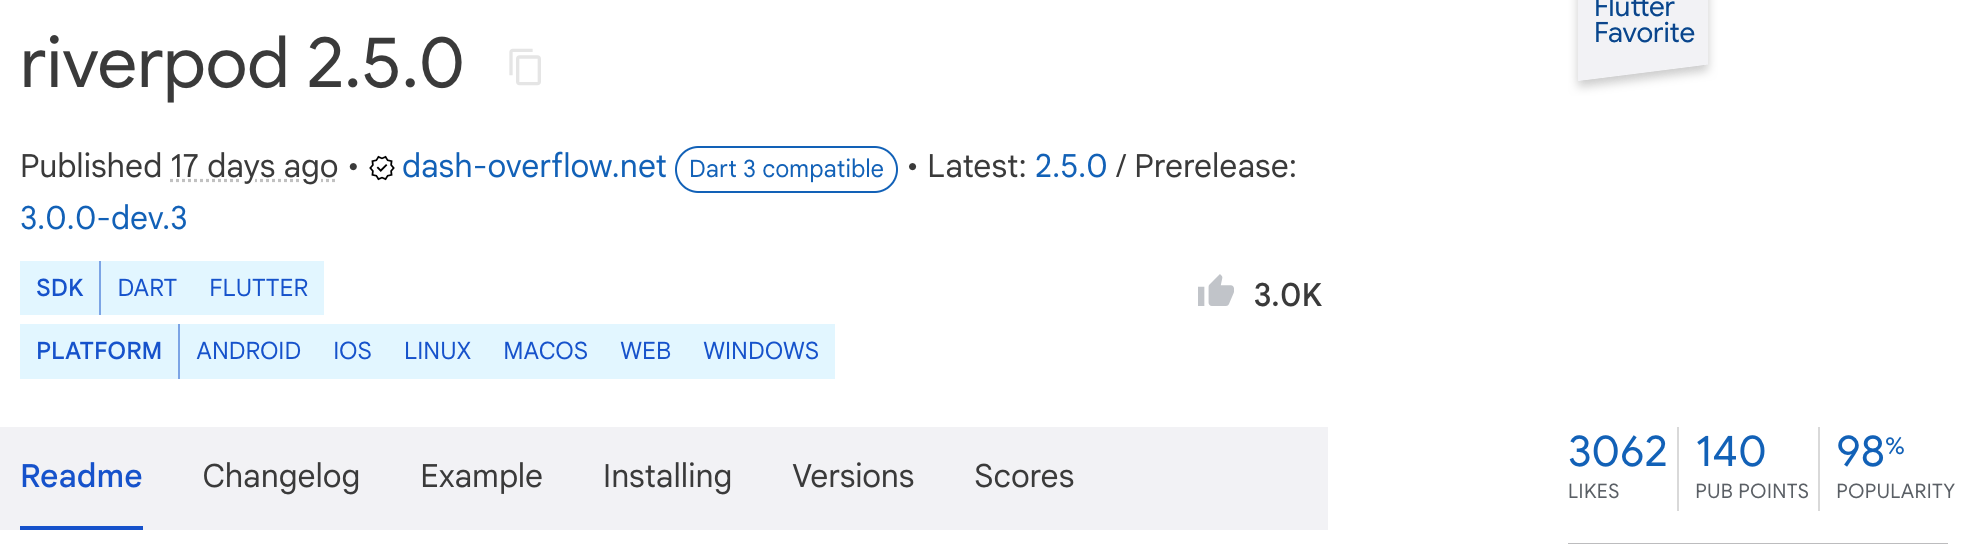 Flutter
Favorite
riverpod 2.5.0
Published 17 days ago • dash-overflow.net Dart 3 compatible • Latest: 2.5.0 / Prerelease:
3.0.0-dev.3
SDK DART FLUTTER
3.0K
PLATFORM ANDROID IOS LINUX MACOS WEB WINDOWS
Readme Changelog Example Installing Versions Scores
3062 140 98%
LIKES PUB POINTS POPULARITY